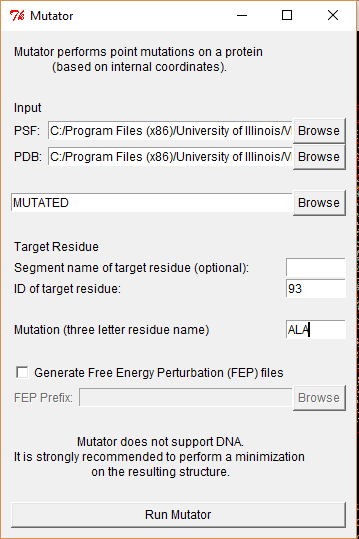 Mutator
Mutator performs point mutations on a protein
(based on internal coordinates).
Input
PSF: C:/Program Files (x86)/University of Illinois/VI Browse
PDB: C:/Program Files (x86)/University of Illinois/VI Browse
MUTATED Browse
Target Residue
Segment name of target residue (optional):
ID of target residue: 93
Mutation (three letter residue name) ALA
Generate Free Energy Perturbation (FEP) files
FEP Prefix: Browse
Mutator does not support DNA.
It is strongly recommended to perform a minimization
on the resulting structure.
Run Mutator